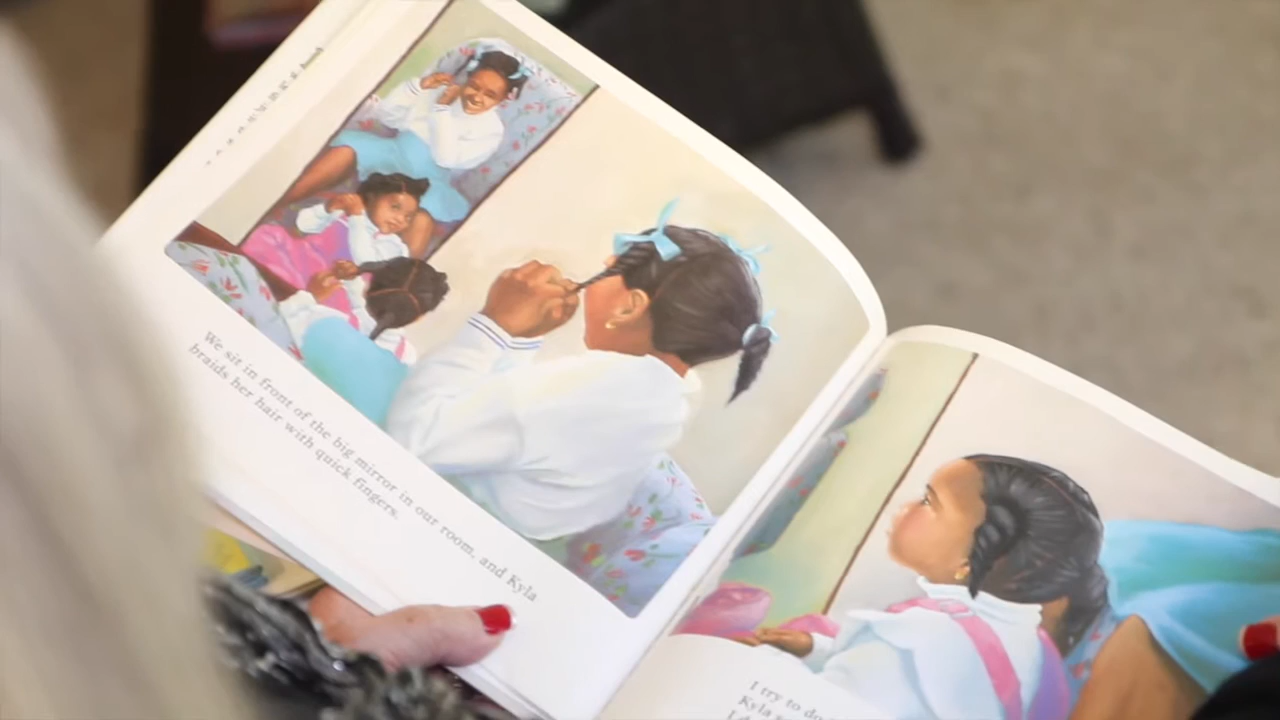 We sit in front of the big mirror in our room, and Kyla
braids her hair with quick fingers.
I try to do
Kyla
I